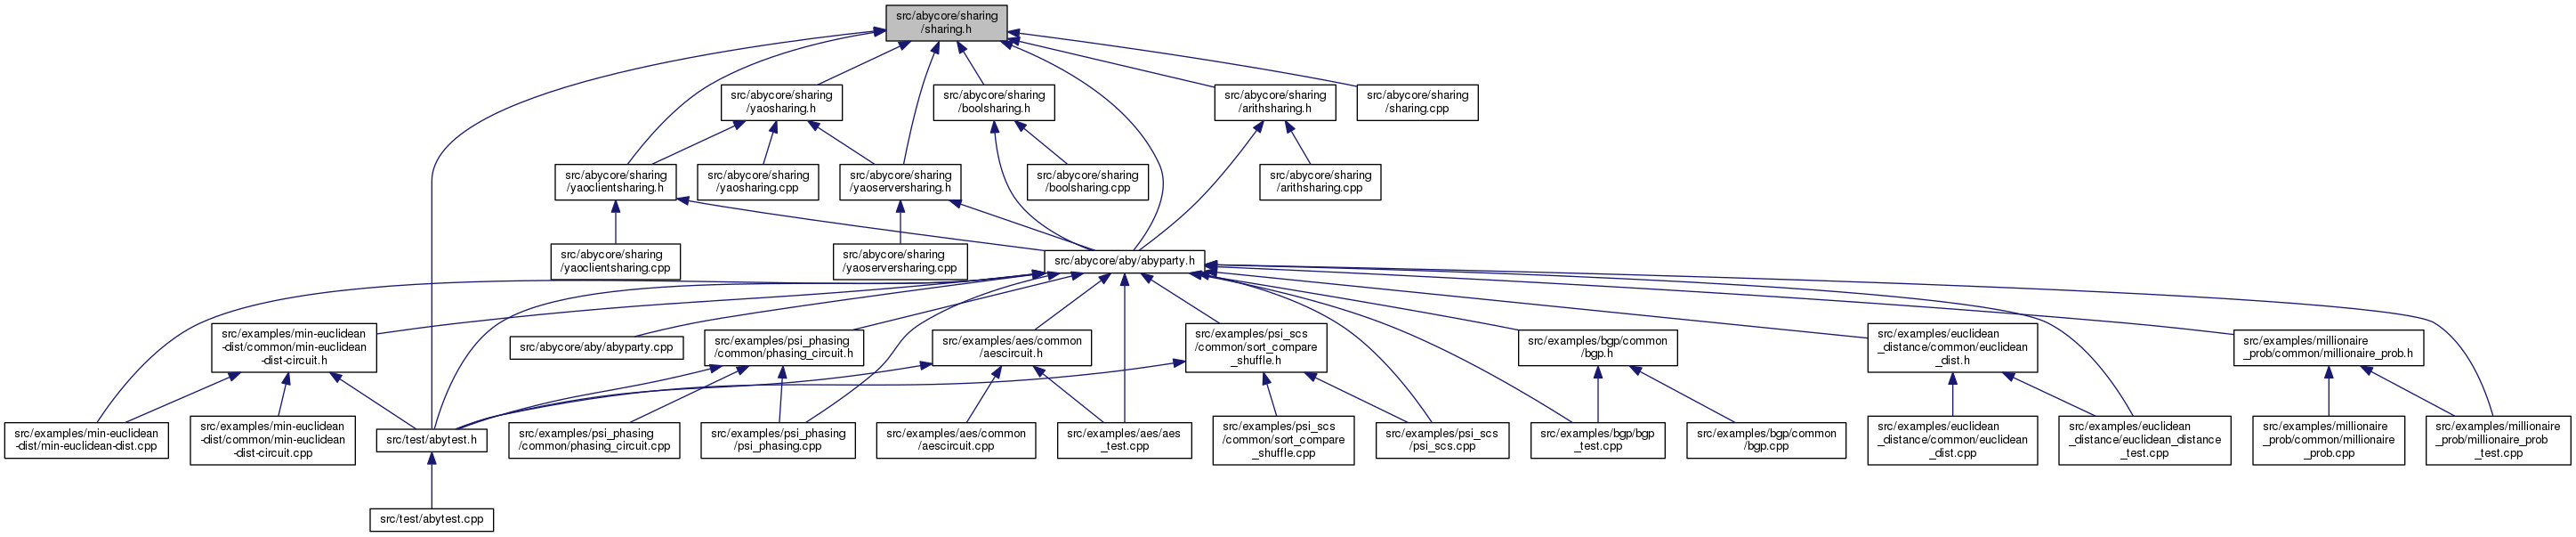 src/abycore/sharing
/sharing.h
src/abycore/sharing
/yaosharing.h
src/abycore/sharing
/boolsharing.h
src/abycore/sharing
/arithsharing.h
src/abycore/sharing
/sharing.cpp
src/abycore/sharing
/yaoclientsharing.h
src/abycore/sharing
/yaosharing.cpp
src/abycore/sharing
/yaoserversharing.h
src/abycore/sharing
/boolsharing.cpp
src/abycore/sharing
/arithsharing.cpp
src/abycore/sharing
/yaoclientsharing.cpp
src/abycore/sharing
/yaoserversharing.cpp
src/abycore/aby/abyparty.h
src/examples/min-euclidean
-dist/common/min-euclidean
-dist-circuit.h
src/abycore/aby/abyparty.cpp
src/examples/psi_phasing
/common/phasing_circuit.h
src/examples/aes/common
/aescircuit.h
src/examples/psi_scs
/common/sort_compare
_shuffle.h
src/examples/bgp/common
/bgp.h
src/examples/euclidean
_distance/common/euclidean
_dist.h
src/examples/millionaire
_prob/common/millionaire_prob.h
src/examples/min-euclidean
-dist/min-euclidean-dist.cpp
src/examples/min-euclidean
-dist/common/min-euclidean
-dist-circuit.cpp
src/test/abytest.h
src/examples/psi_phasing
/common/phasing_circuit.cpp
src/examples/psi_phasing
/psi_phasing.cpp
src/examples/aes/common
/aescircuit.cpp
src/examples/aes/aes
_test.cpp
src/examples/psi_scs
/common/sort_compare
_shuffle.cpp
src/examples/psi_scs
/psi_scs.cpp
src/examples/bgp/bgp
_test.cpp
src/examples/bgp/common
/bgp.cpp
src/examples/euclidean
_distance/common/euclidean
_dist.cpp
src/examples/euclidean
_distance/euclidean_distance
_test.cpp
src/examples/millionaire
_prob/common/millionaire
_prob.cpp
src/examples/millionaire
_prob/millionaire_prob
_test.cpp
src/test/abytest.cpp